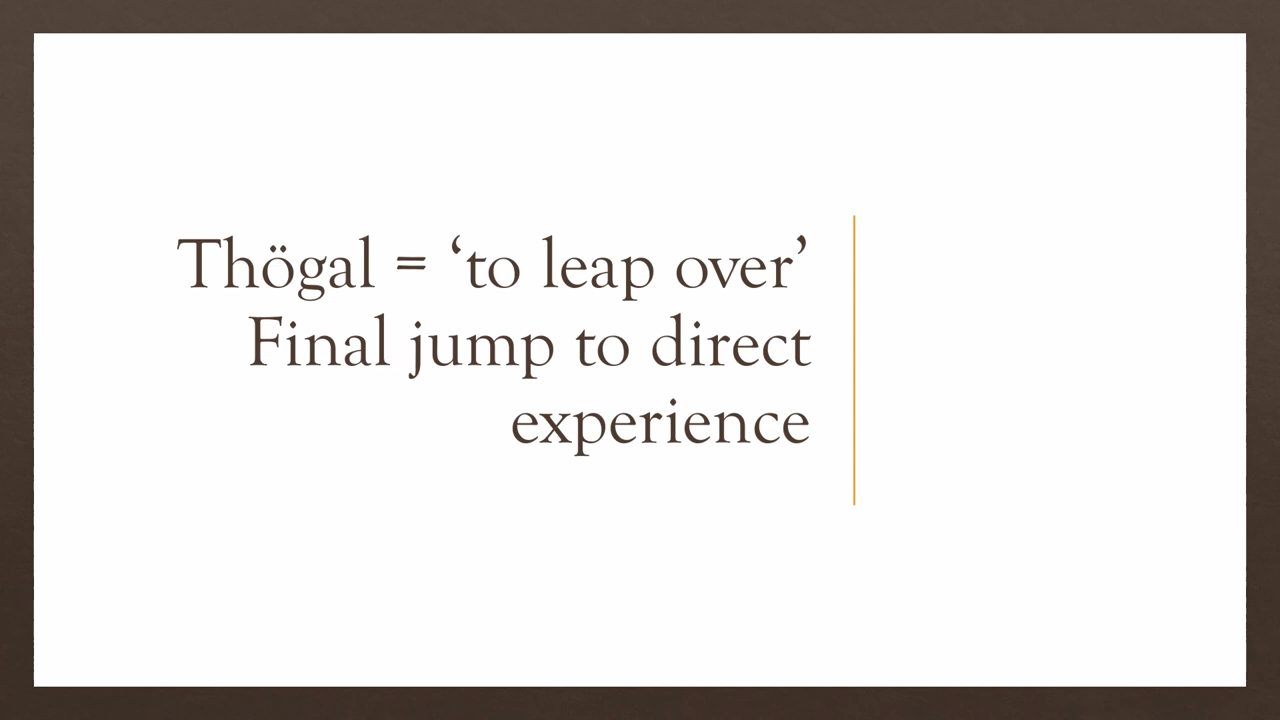 Thögal = ‘to leap over’
Final jump to direct
experience